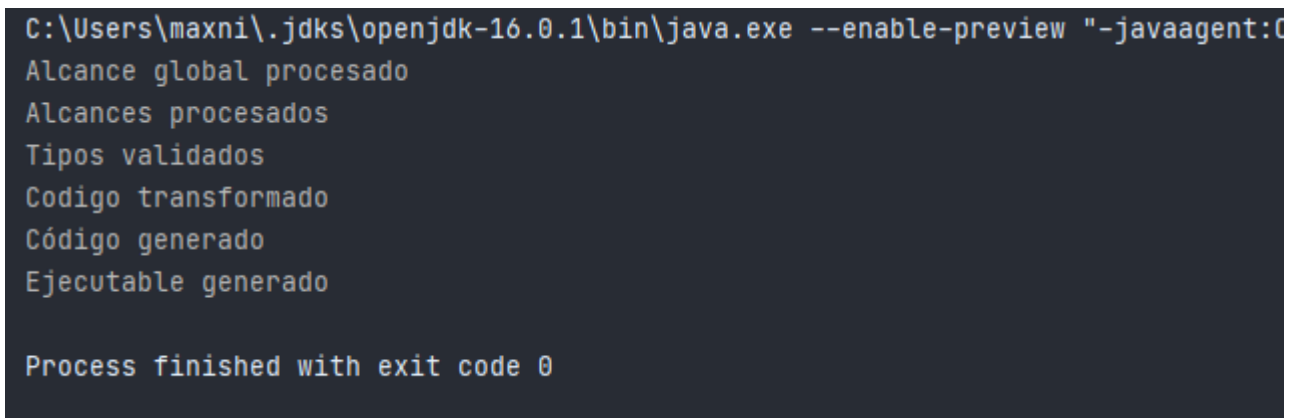 C:\Users\maxni\.jdks\openjdk-16.0.1\bin\java.exe --enable-preview "-javaagent:C
Alcance global procesado
Alcances procesados
Tipos validados
Codigo transformado
Código generado
Ejecutable generado
Process finished with exit code 0